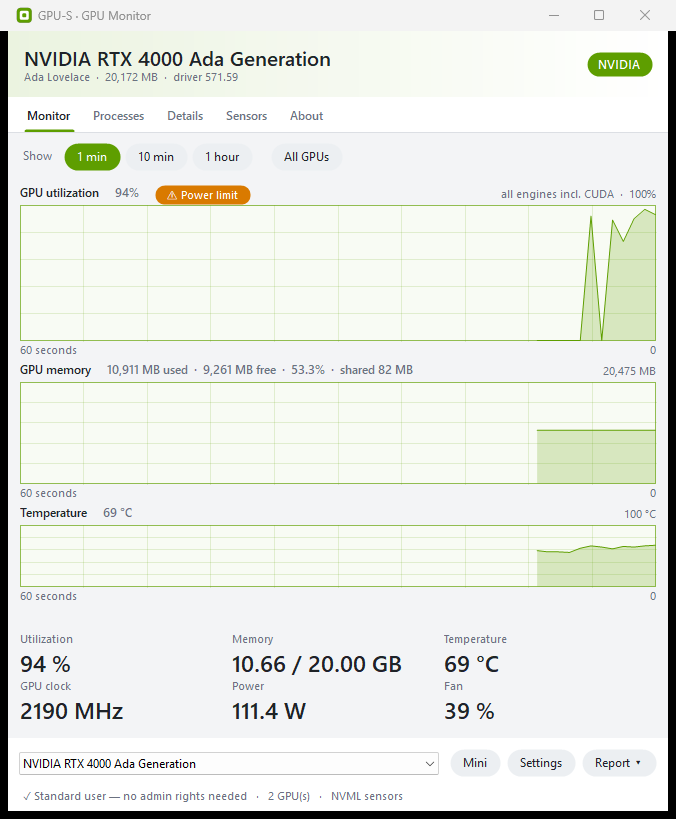 GPU-S · GPU Monitor
NVIDIA RTX 4000 Ada Generation
Ada Lovelace · 20,172 MB · driver 571.59
NVIDIA
Monitor Processes Details Sensors About
Show 1 min 10 min 1 hour All GPUs
GPU utilization 94% ⚠ Power limit all engines incl. CUDA · 100%
60 seconds 0
GPU memory 10,911 MB used · 9,261 MB free · 53.3% · shared 82 MB 20,475 MB
60 seconds 0
Temperature 69 °C 100 °C
60 seconds 0
Utilization Memory Temperature
94 % 10.66 / 20.00 GB 69 °C
GPU clock Power Fan
2190 MHz 111.4 W 39 %
NVIDIA RTX 4000 Ada Generation Mini Settings Report ▾
✓ Standard user — no admin rights needed · 2 GPU(s) · NVML sensors